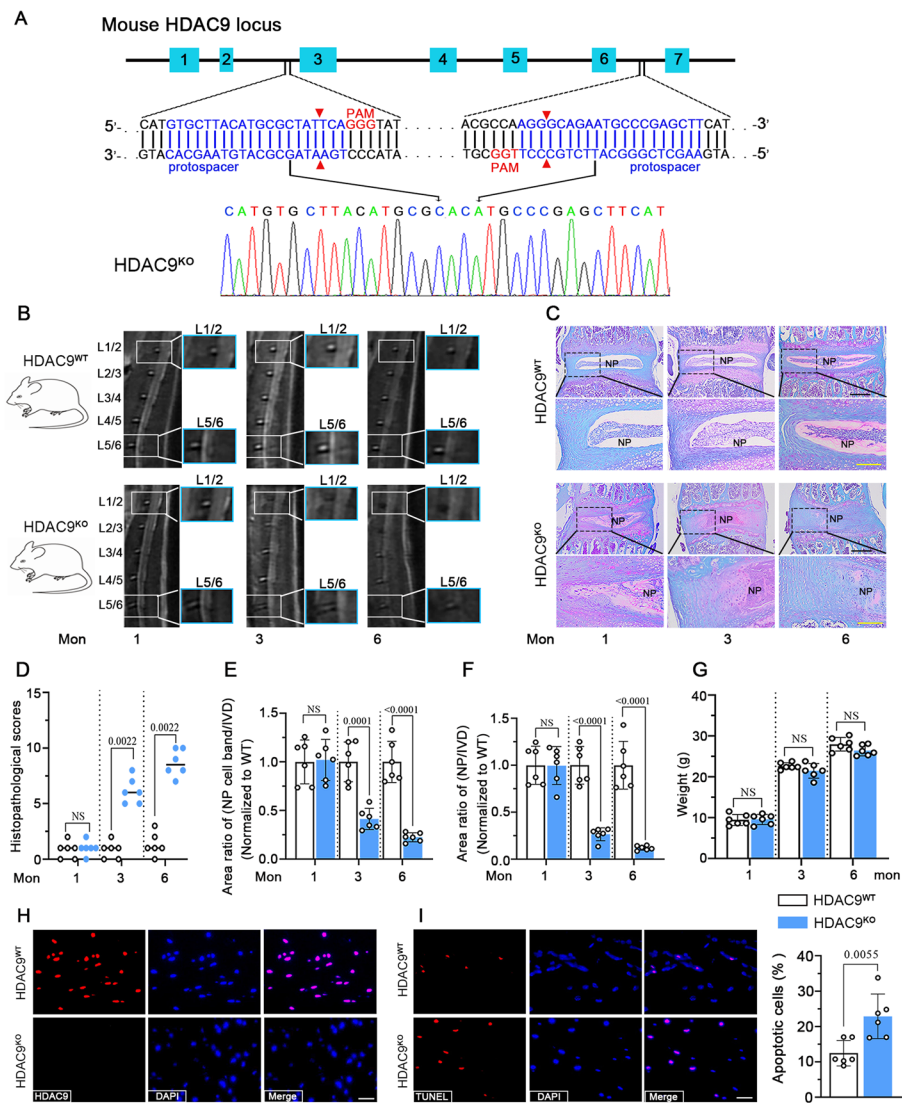 A
Mouse HDAC9 locus
1 2 3 4 5 6 7
PAM
5'- CATGTGCTTACATGCGCTATTCAGGGTAT ..... ACGCCAAGGGCAGAATGCCCGAGCTTCAT ..-3'
3'- GTACACGAATGTACGCGATAAGTCCCATA ..... TGCGGTTCCCGTCTTACGGGCTCGAAGTA ..-5'
protospacer PAM protospacer
CATGTGCTTACATGCGCACATGCCCGAGCTTCAT
HDAC9KO
B
L1/2 L1/2 L1/2
HDAC9WT
L1/2
L2/3
L3/4
L4/5
L5/6
L5/6 L5/6 L5/6
L1/2 L1/2 L1/2
HDAC9KO
L1/2
L2/3
L3/4
L4/5
L5/6
L5/6 L5/6 L5/6
Mon 1 3 6
C
HDAC9WT
NP NP NP
NP NP NP
HDAC9KO
NP NP NP
NP NP NP
Mon 1 3 6
D
Histopathological scores
15
10
5
0
NS 0.0022 0.0022
Mon 1 3 6
E
Area ratio of (NP cell band/IVD)
(Normalized to WT)
1.5
1.0
0.5
0.0
NS 0.0001 <0.0001
Mon 1 3 6
F
Area ratio of (NP/IVD)
(Normalized to WT)
1.5
1.0
0.5
0.0
NS <0.0001 <0.0001
Mon 1 3 6
G
Weight (g)
40
30
20
10
0
NS NS NS
1 3 6 mon
HDAC9WT
HDAC9KO
H
HDAC9WT
HDAC9KO
HDAC9 DAPI Merge
I
HDAC9WT
HDAC9KO
TUNEL DAPI Merge
Apoptotic cells (%)
40
30
20
10
0
0.0055